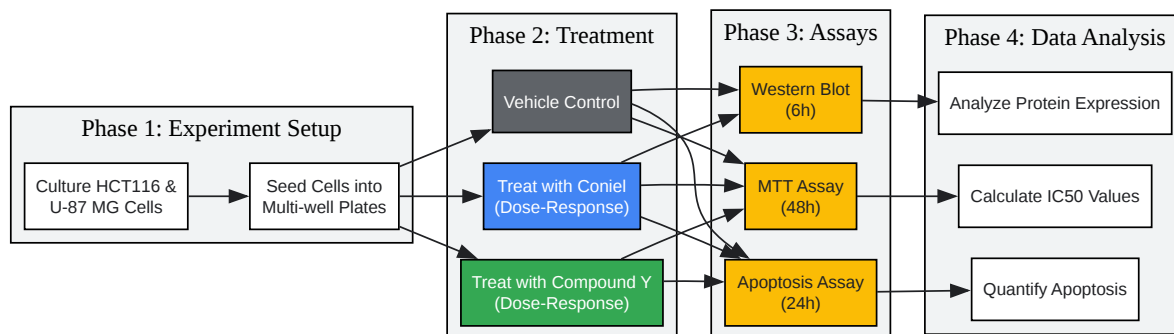 Phase 1: Experiment Setup
Culture HCT116 &
U-87 MG Cells
Seed Cells into
Multi-well Plates
Phase 2: Treatment
Vehicle Control
Treat with Coniel
(Dose-Response)
Treat with Compound Y
(Dose-Response)
Phase 3: Assays
Western Blot
(6h)
MTT Assay
(48h)
Apoptosis Assay
(24h)
Phase 4: Data Analysis
Analyze Protein Expression
Calculate IC50 Values
Quantify Apoptosis